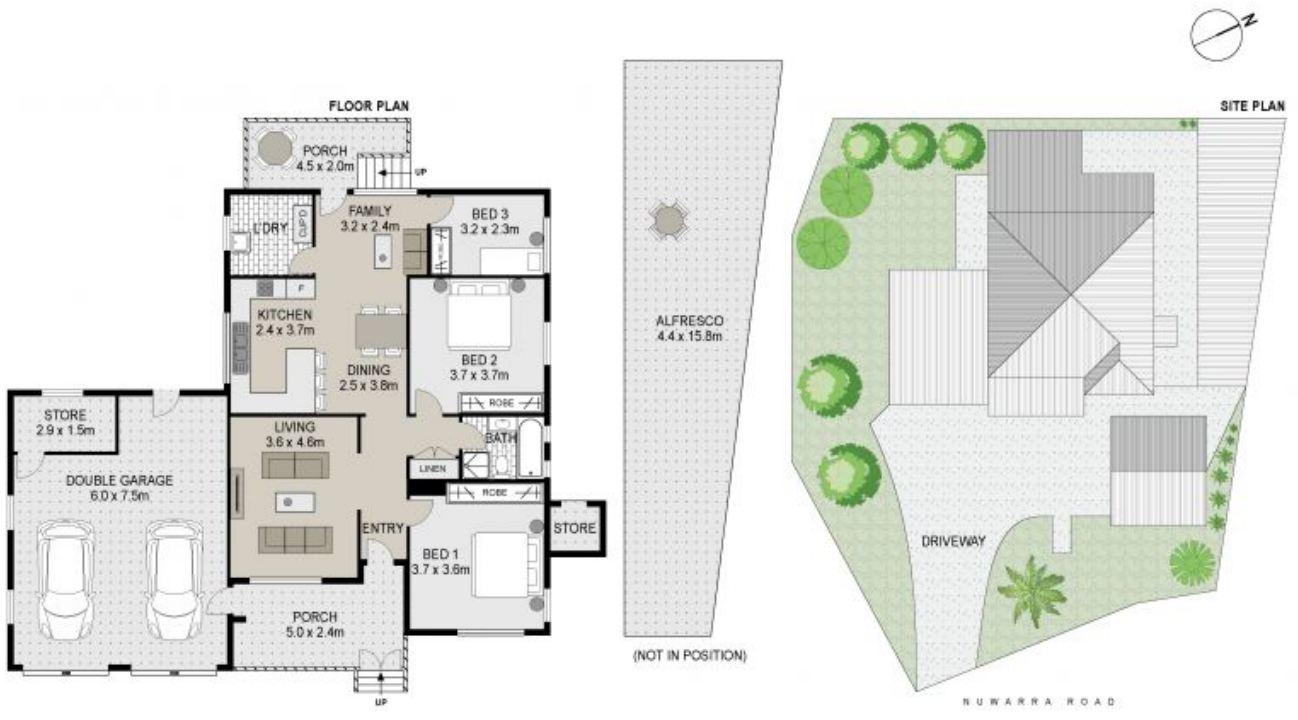 N
FLOOR PLAN
SITE PLAN
PORCH
4.5 x 2.0m
UP
L'DRY
CUP'D
FAMILY
3.2 x 2.4m
BED 3
3.2 x 2.3m
KITCHEN
2.4 x 3.7m
F
DINING
2.5 x 3.8m
BED 2
3.7 x 3.7m
ROBE
STORE
2.9 x 1.5m
LIVING
3.6 x 4.6m
BATH
LINEN
DOUBLE GARAGE
6.0 x 7.5m
ROBE
ENTRY
STORE
BED 1
3.7 x 3.6m
PORCH
5.0 x 2.4m
UP
ALFRESCO
4.4 x 15.8m
(NOT IN POSITION)
DRIVEWAY
NUWARRA ROAD